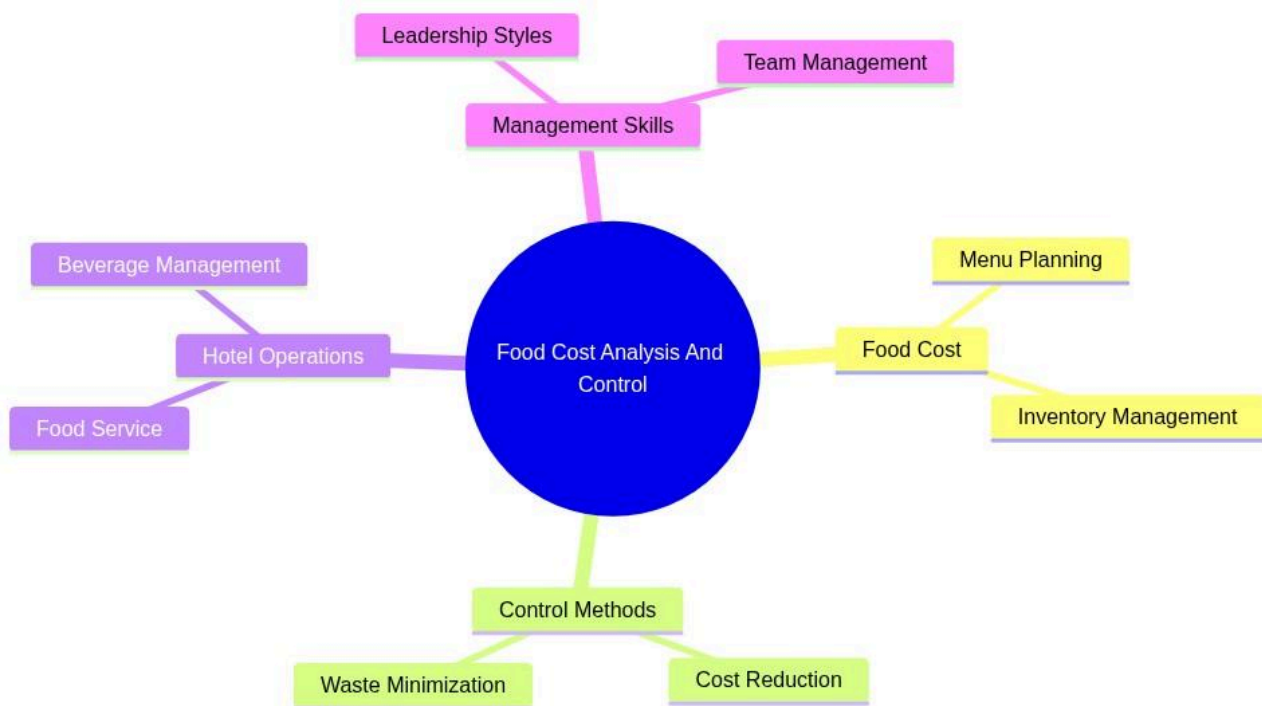 Leadership Styles
Team Management
Management Skills
Beverage Management
Menu Planning
Hotel Operations
Food Cost Analysis And
Control
Food Cost
Food Service
Inventory Management
Control Methods
Waste Minimization
Cost Reduction